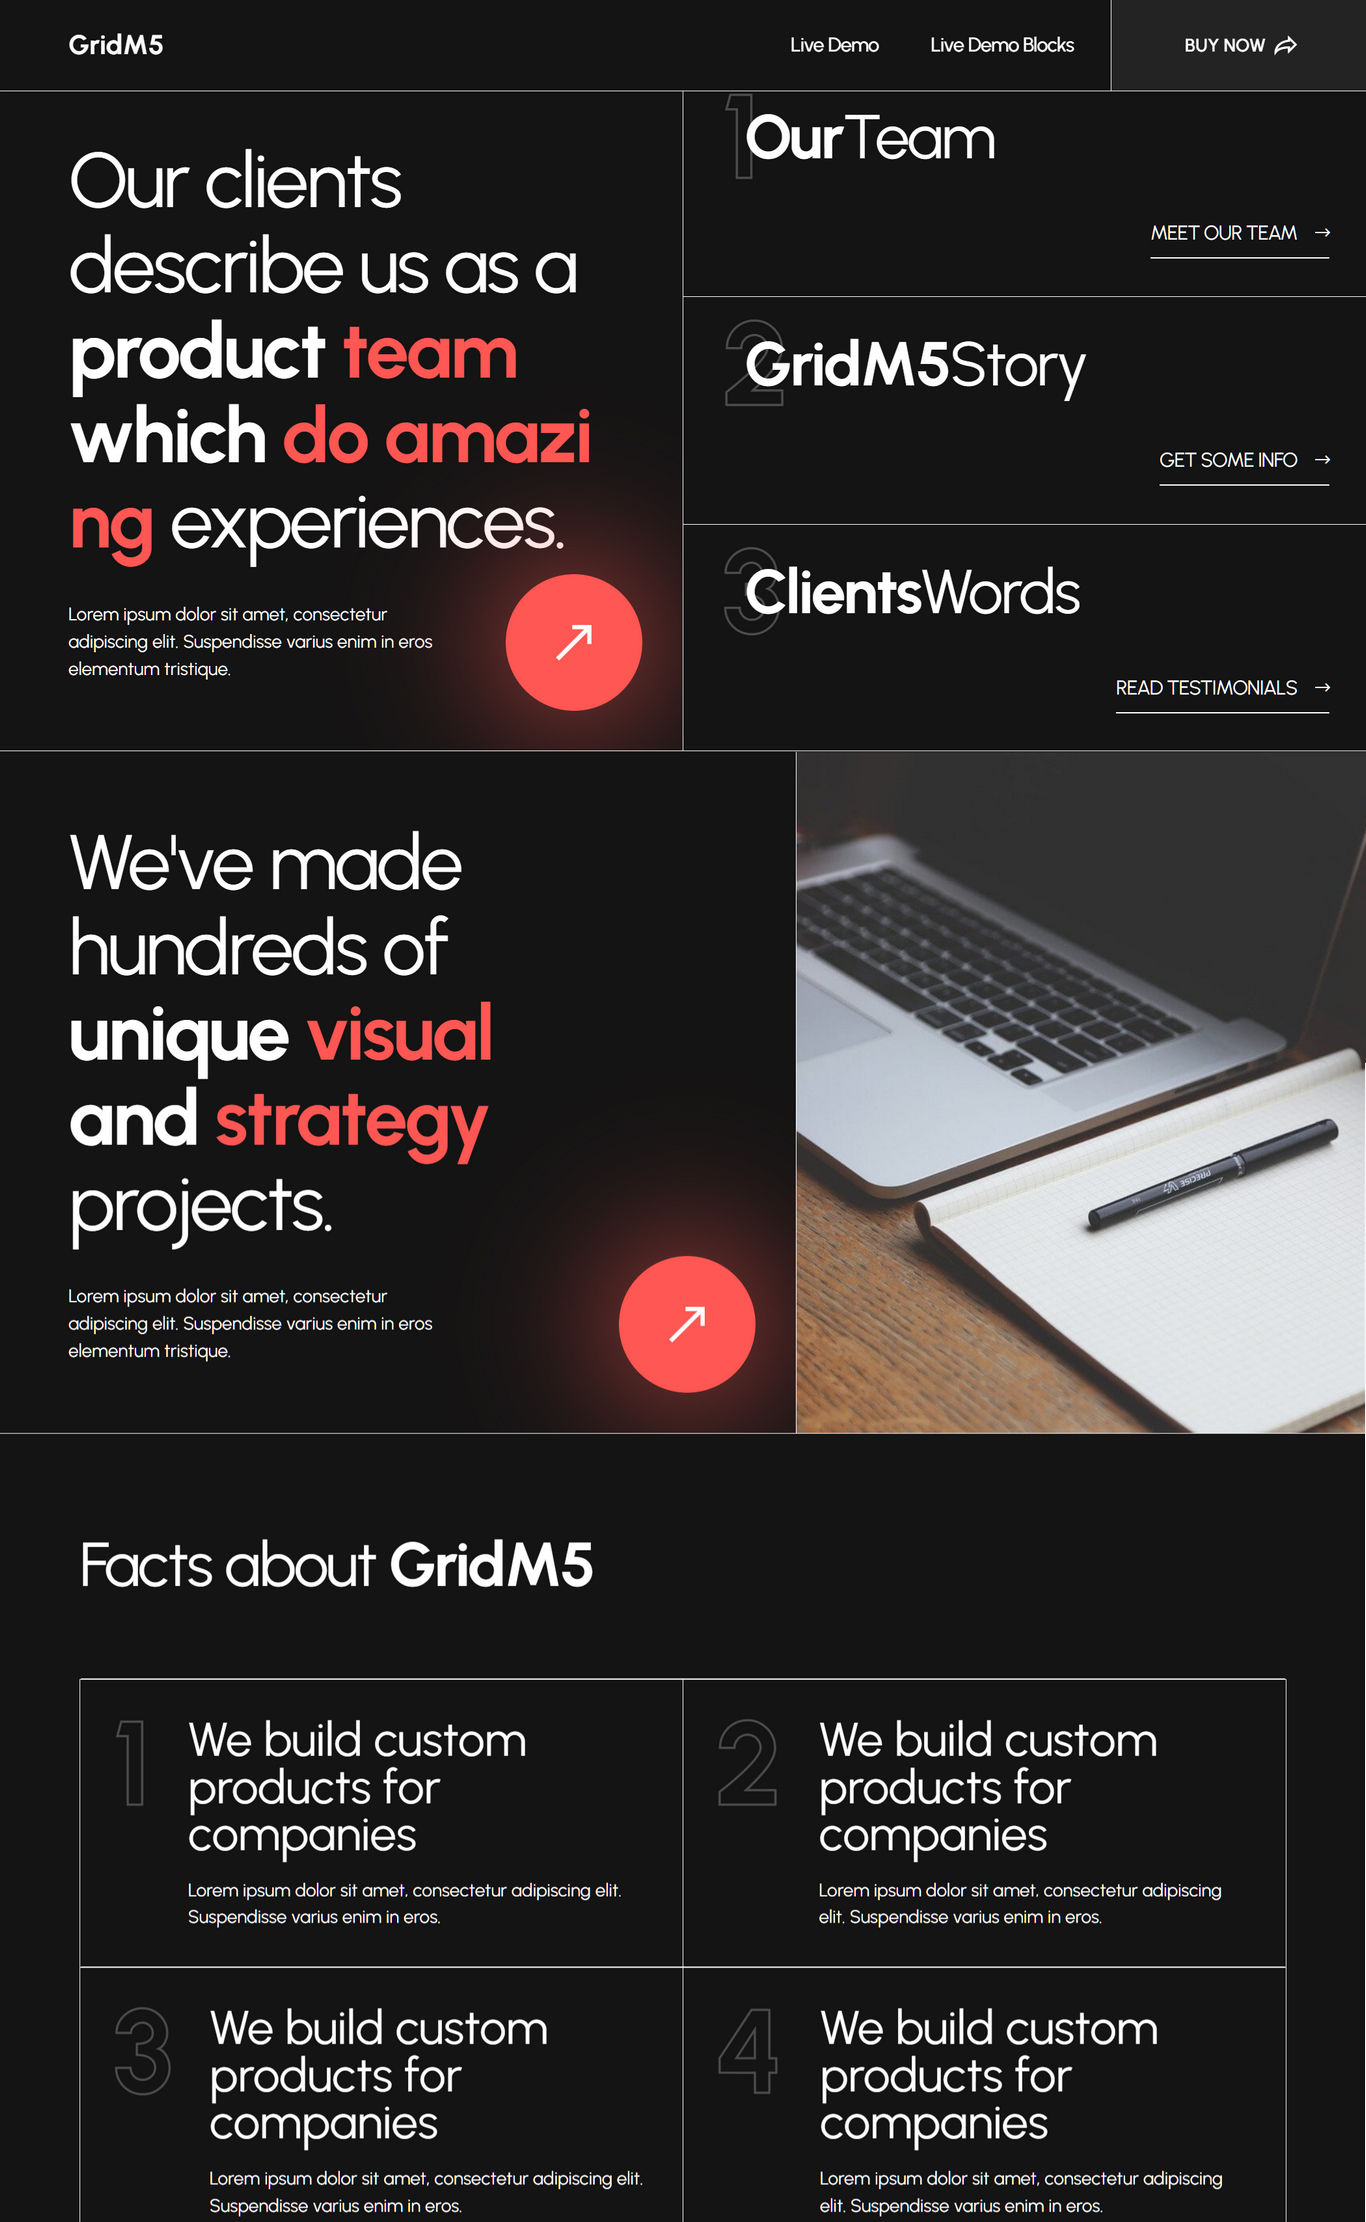 GridM5
Live Demo
Live Demo Blocks
BUY NOW
Our clients
describe us as a
product team
which do amazi
ng experiences.
Lorem ipsum dolor sit amet, consectetur
adipiscing elit. Suspendisse varius enim in eros
elementum tristique.
1
OurTeam
MEET OUR TEAM →
2
GridM5Story
GET SOME INFO →
3
ClientsWords
READ TESTIMONIALS →
We've made
hundreds of
unique visual
and strategy
projects.
Lorem ipsum dolor sit amet, consectetur
adipiscing elit. Suspendisse varius enim in eros
elementum tristique.
PRECISE V7
Facts about GridM5
1
We build custom
products for
companies
Lorem ipsum dolor sit amet, consectetur adipiscing elit.
Suspendisse varius enim in eros.
2
We build custom
products for
companies
Lorem ipsum dolor sit amet, consectetur adipiscing
elit. Suspendisse varius enim in eros.
3
We build custom
products for
companies
Lorem ipsum dolor sit amet, consectetur adipiscing elit.
Suspendisse varius enim in eros.
4
We build custom
products for
companies
Lorem ipsum dolor sit amet, consectetur adipiscing
elit. Suspendisse varius enim in eros.